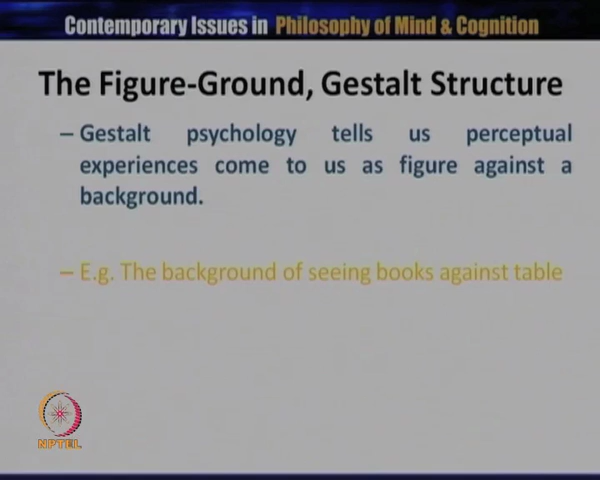 Contemporary Issues in Philosophy of Mind & Cognition
The Figure-Ground, Gestalt Structure
– Gestalt psychology tells us perceptual
experiences come to us as figure against a
background.
– E.g. The background of seeing books against table
NPTEL